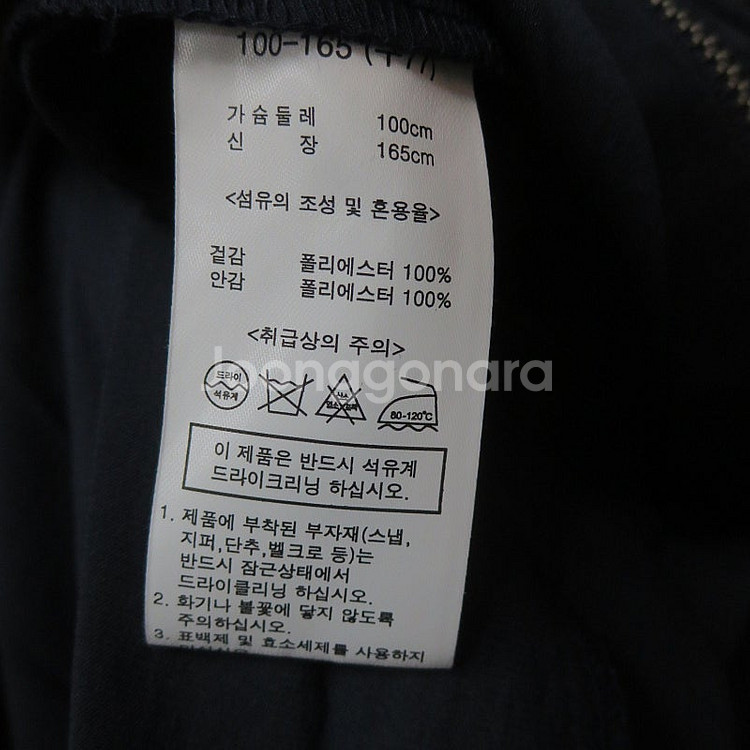 100-165
가슴둘레 100cm
신 장 165cm
<섬유의 조성 및 혼용율>
겉감 폴리에스터 100%
안감 폴리에스터 100%
<취급상의 주의>
joonggonara
드라이
석유계
염소
80-120℃
이 제품은 반드시 석유계
드라이크리닝 하십시오.
1. 제품에 부착된 부자재(스냅,
지퍼,단추,벨크로 등)는
반드시 잠근상태에서
드라이클리닝 하십시오.
2. 화기나 불꽃에 닿지 않도록
주의하십시오.
3. 표백제 및 효소세제를 사용하지